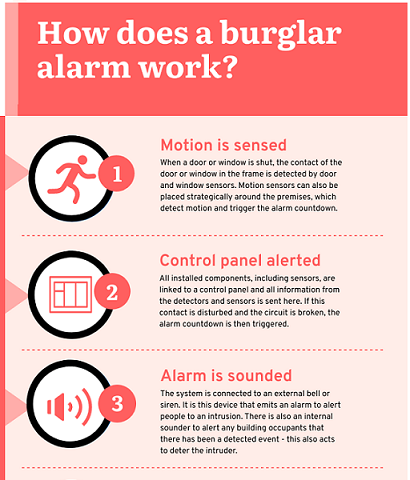 How does a burglar
alarm work?
1
Motion is sensed
When a door or window is shut, the contact of the
door or window in the frame is detected by door
and window sensors. Motion sensors can also be
placed strategically around the premises, which
detect motion and trigger the alarm countdown.
2
Control panel alerted
All installed components, including sensors, are
linked to a control panel and all information from
the detectors and sensors is sent here. If this
contact is disturbed and the circuit is broken, the
alarm countdown is then triggered.
3
Alarm is sounded
The system is connected to an external bell or
siren. It is this device that emits an alarm to alert
people to an intrusion. There is also an internal
sounder to alert any building occupants that
there has been a detected event - this also acts
to deter the intruder.